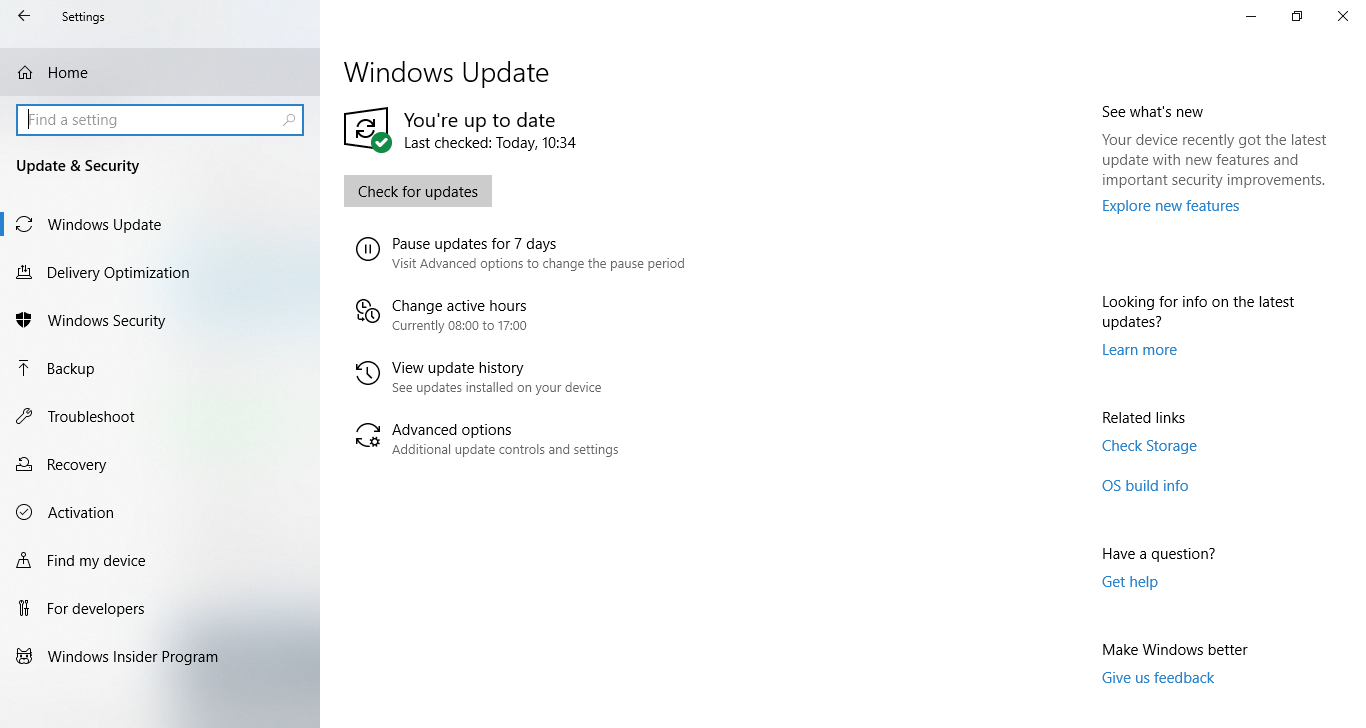 Settings
Home
Find a setting
Update & Security
Windows Update
Delivery Optimization
Windows Security
Backup
Troubleshoot
Recovery
Activation
Find my device
For developers
Windows Insider Program
Windows Update
You're up to date
Last checked: Today, 10:34
Check for updates
Pause updates for 7 days
Visit Advanced options to change the pause period
Change active hours
Currently 08:00 to 17:00
View update history
See updates installed on your device
Advanced options
Additional update controls and settings
See what's new
Your device recently got the latest
update with new features and
important security improvements.
Explore new features
Looking for info on the latest
updates?
Learn more
Related links
Check Storage
OS build info
Have a question?
Get help
Make Windows better
Give us feedback